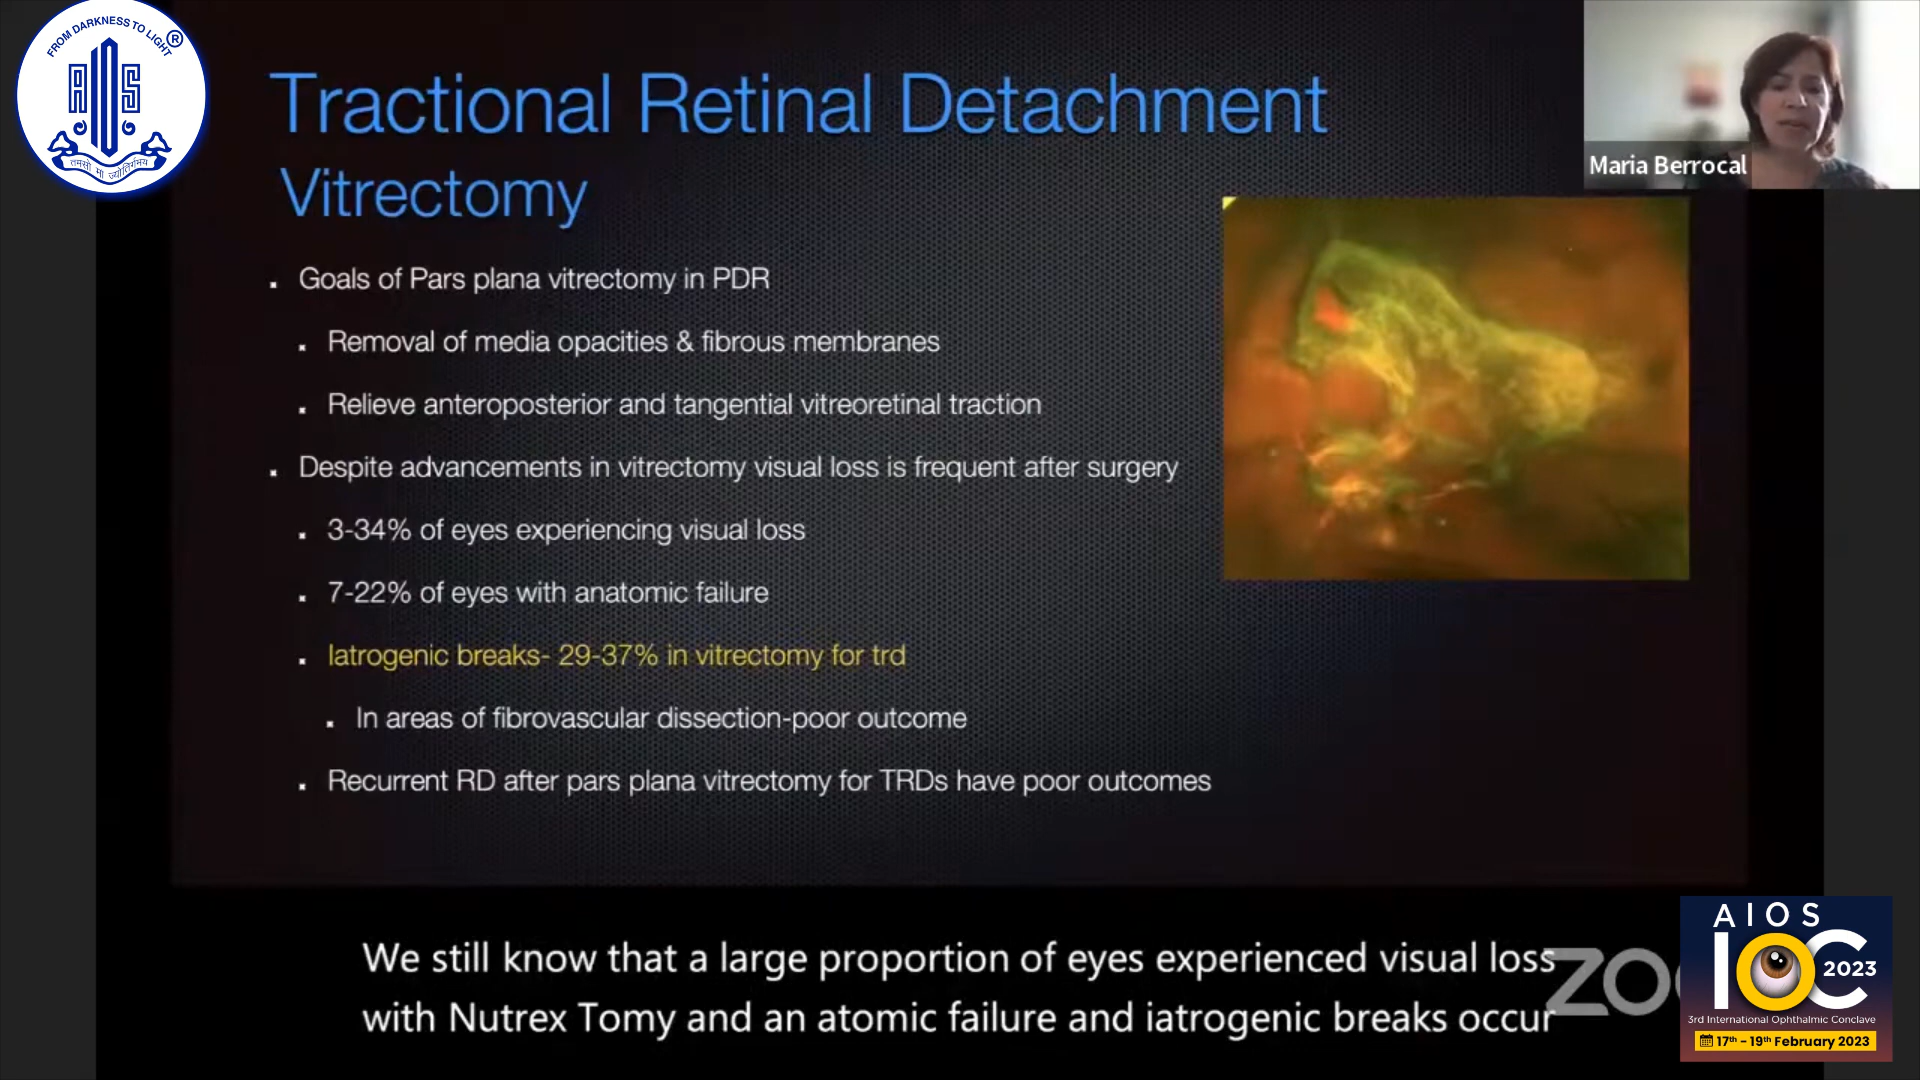 FROM DARKNESS TO LIGHT
®
AIOS
तमसो मा ज्योतिर्गमय
Tractional Retinal Detachment
Vitrectomy
Maria Berrocal
. Goals of Pars plana vitrectomy in PDR
. Removal of media opacities & fibrous membranes
. Relieve anteroposterior and tangential vitreoretinal traction
. Despite advancements in vitrectomy visual loss is frequent after surgery
. 3-34% of eyes experiencing visual loss
. 7-22% of eyes with anatomic failure
. Iatrogenic breaks- 29-37% in vitrectomy for trd
. In areas of fibrovascular dissection-poor outcome
. Recurrent RD after pars plana vitrectomy for TRDs have poor outcomes
We still know that a large proportion of eyes experienced visual loss
with Nutrex Tomy and an atomic failure and iatrogenic breaks occur
zo
AIOS
IOC 2023
3rd International Ophthalmic Conclave
17th - 19th February 2023